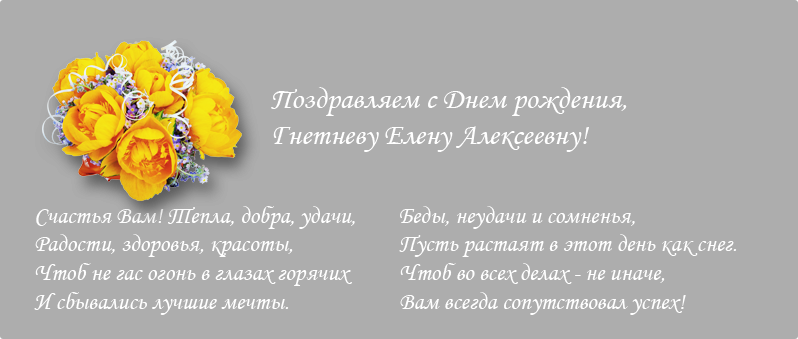 Поздравляем с Днем рождения,
Гнетневу Елену Алексеевну!
Счастья Вам! Тепла, добра, удачи,
Радости, здоровья, красоты,
Чтоб не гас огонь в глазах горячих
И сбывались лучшие мечты.
Беды, неудачи и сомненья,
Пусть растаят в этот день как снег.
Чтоб во всех делах - не иначе,
Вам всегда сопутствовал успех!